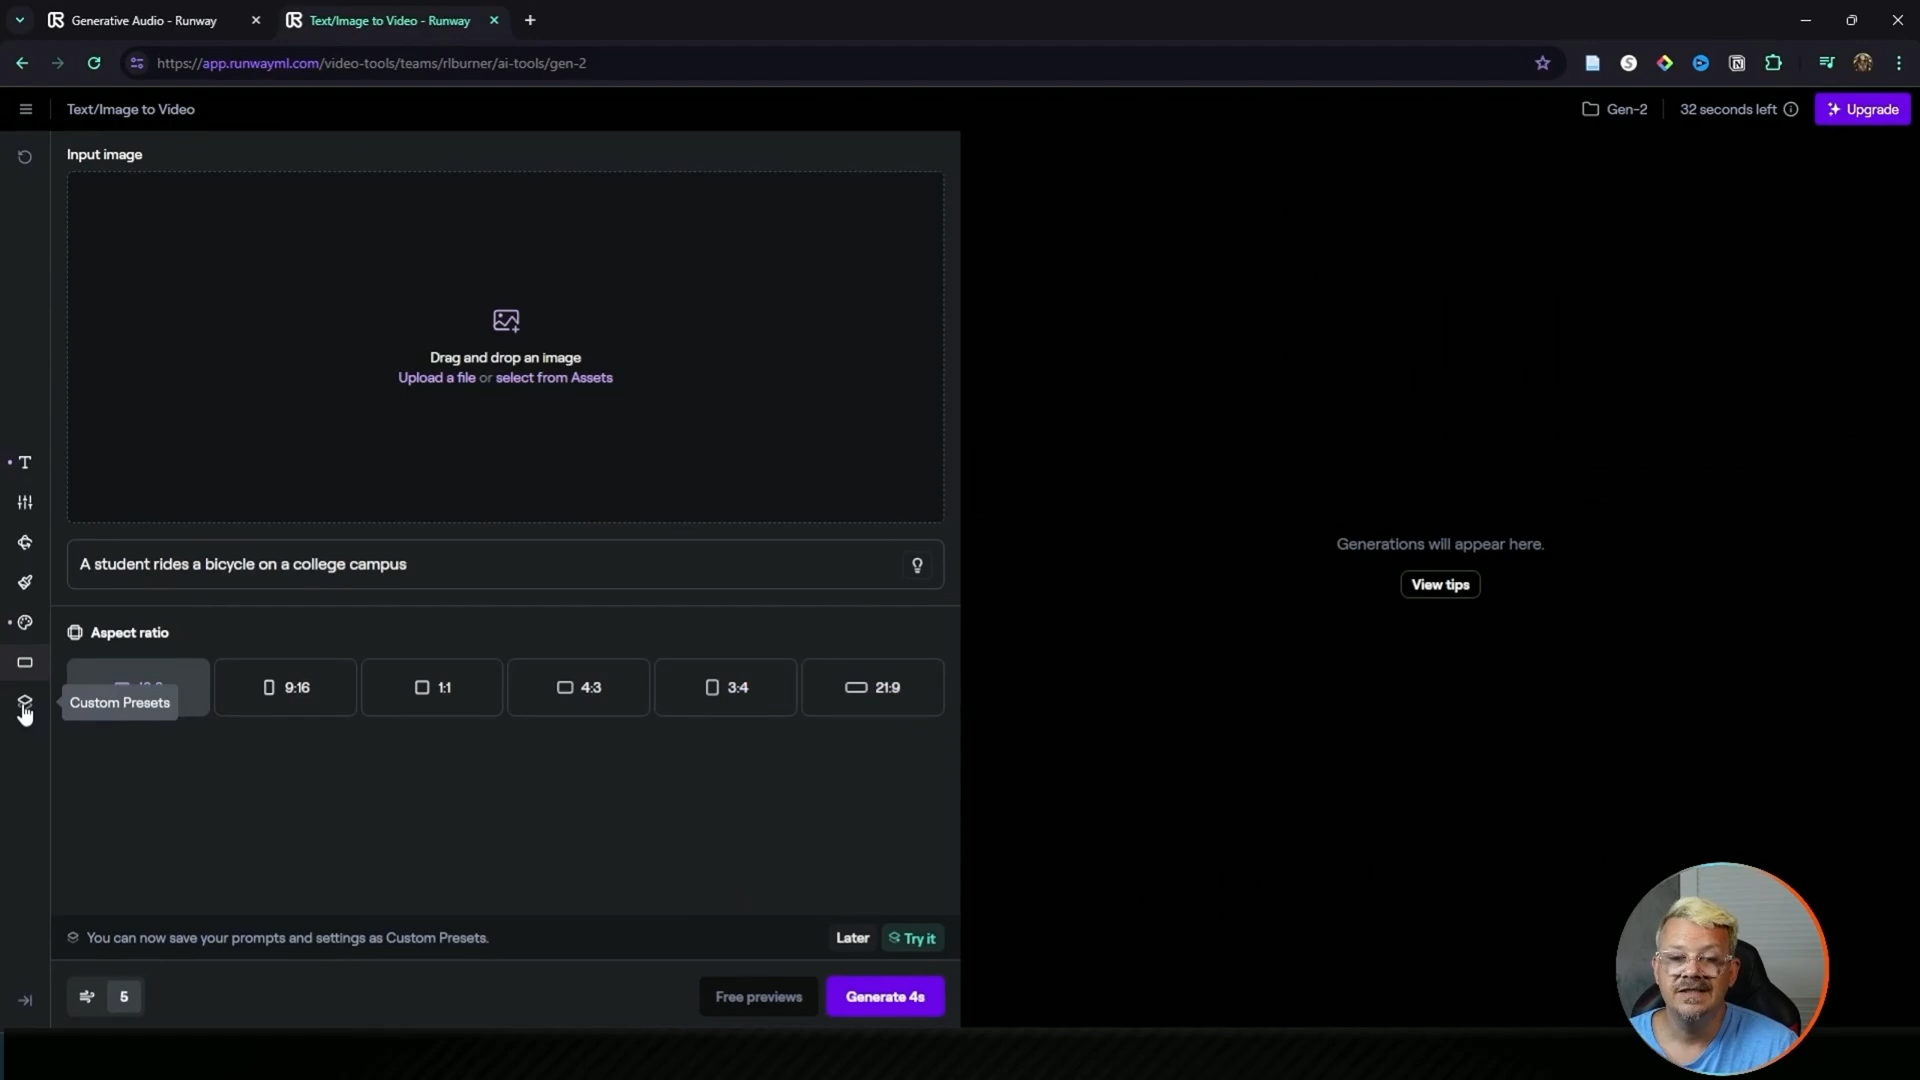 Generative Audio - Runway
Text/Image to Video - Runway
https://app.runwayml.com/video-tools/teams/rlburner/ai-tools/gen-2
Text/Image to Video
Gen-2
32 seconds left
Upgrade
Input image
Drag and drop an image
Upload a file or select from Assets
A student rides a bicycle on a college campus
Generations will appear here.
View tips
Aspect ratio
9:16
1:1
4:3
3:4
21:9
Custom Presets
You can now save your prompts and settings as Custom Presets.
Later
Try it
5
Free previews
Generate 4s